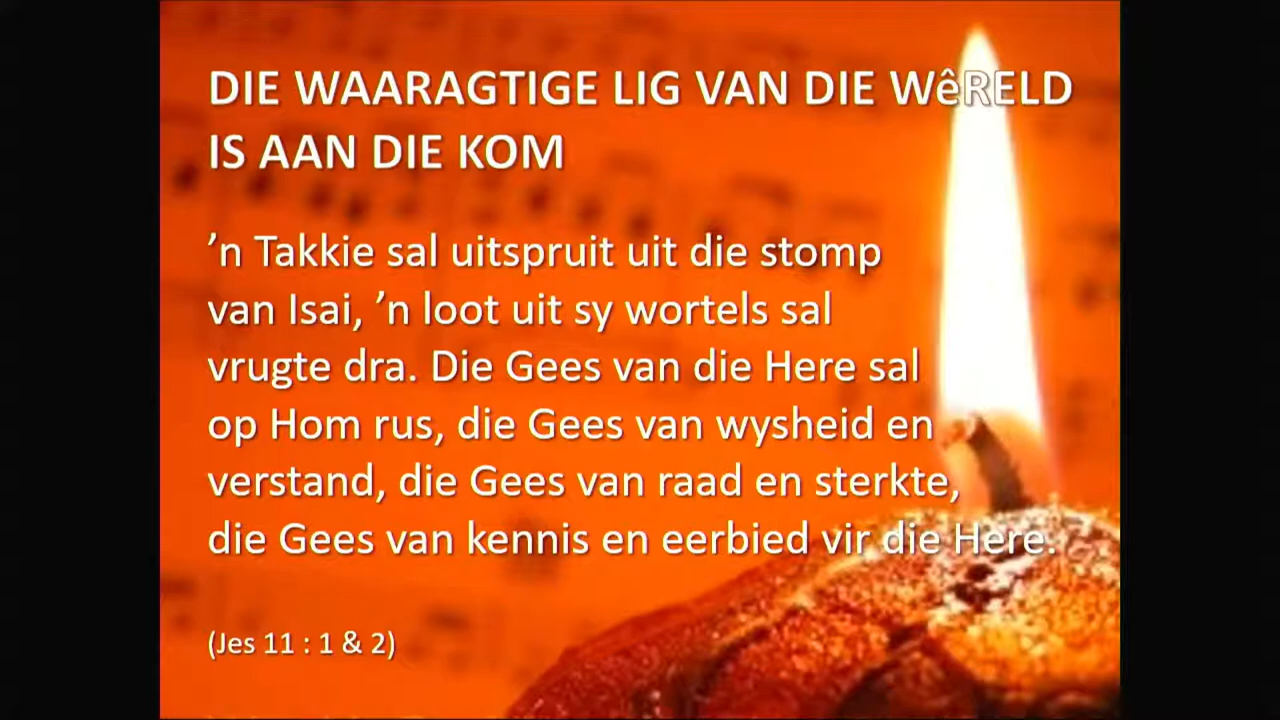 DIE WAARAGTIGE LIG VAN DIE WêRELD
IS AAN DIE KOM
’n Takkie sal uitspruit uit die stomp
van Isai, ’n loot uit sy wortels sal
vrugte dra. Die Gees van die Here sal
op Hom rus, die Gees van wysheid en
verstand, die Gees van raad en sterkte,
die Gees van kennis en eerbied vir die Here.
(Jes 11 : 1 & 2)